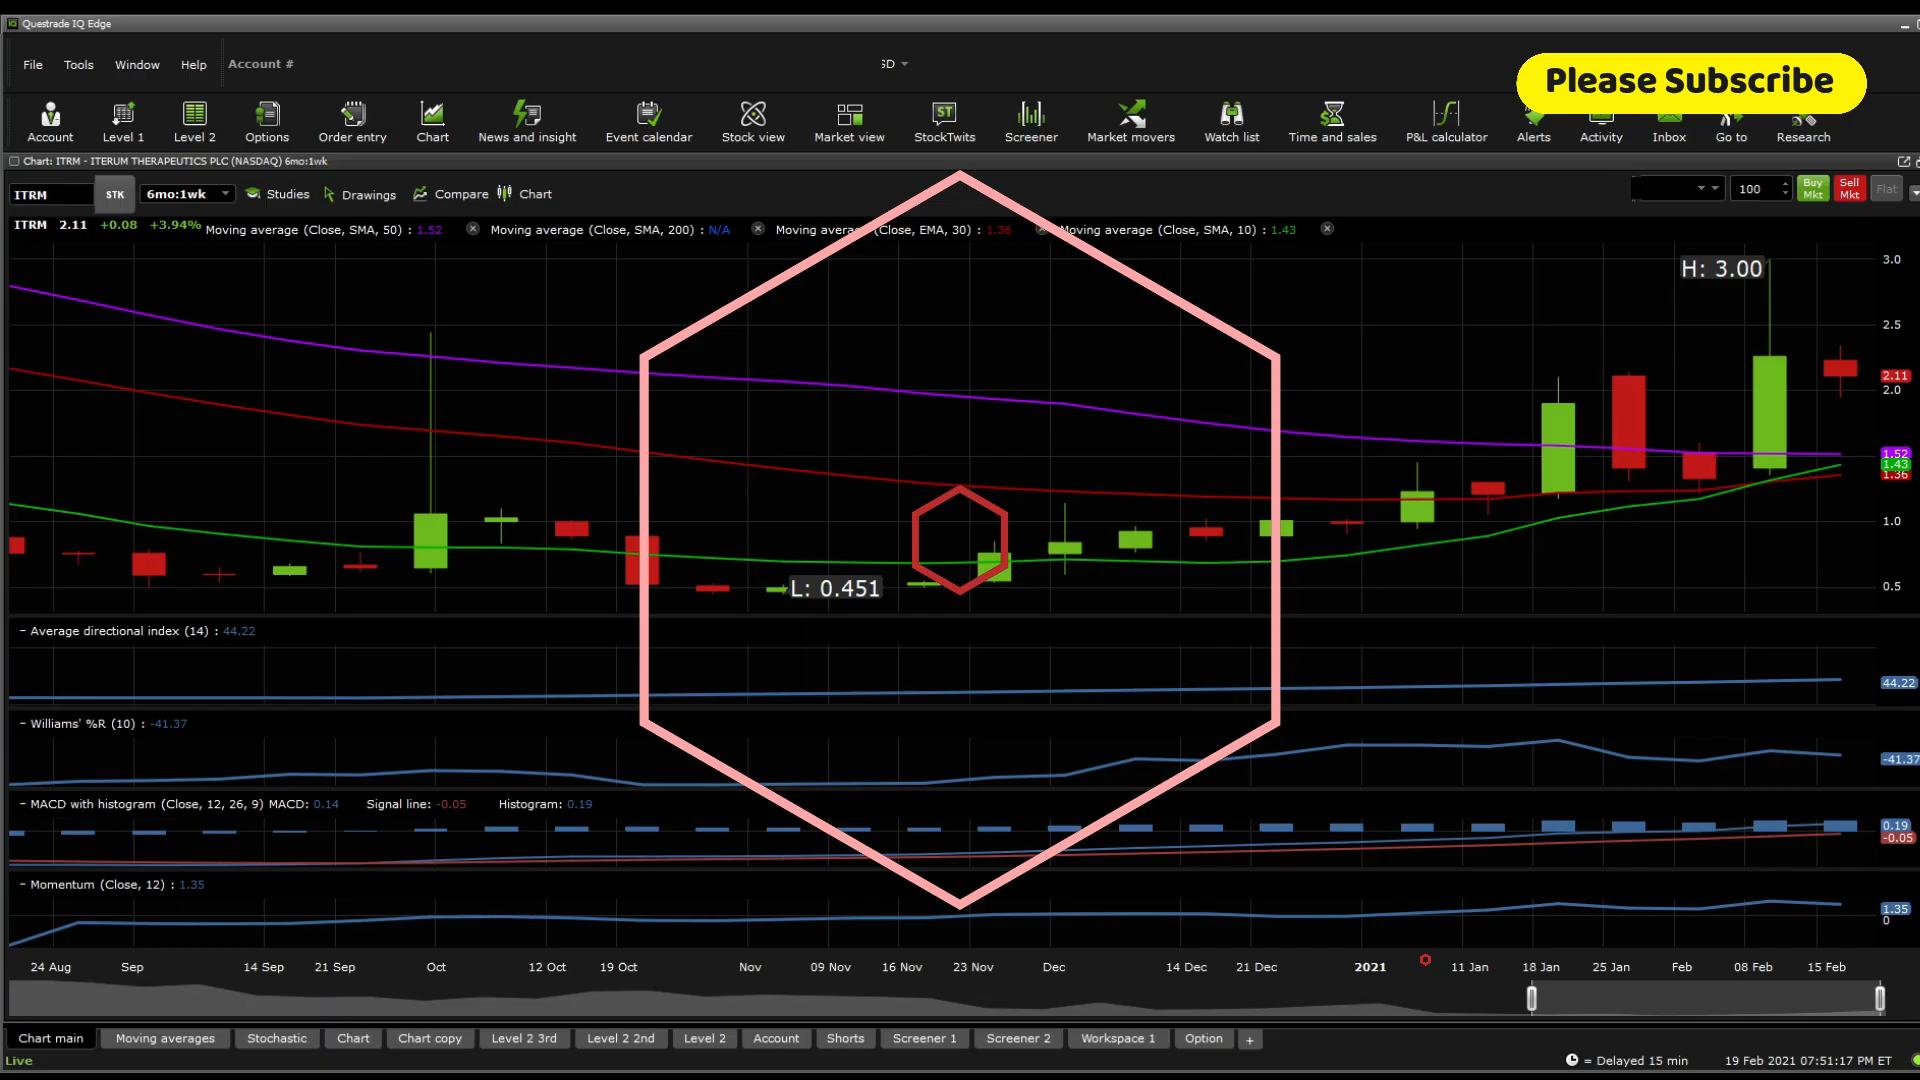 Questrade IQ Edge
File Tools Window Help Account # SD
Please Subscribe
Account Level 1 Level 2 Options Order entry Chart News and insight Event calendar Stock view Market view StockTwits Screener Market movers Watch list Time and sales P&L calculator Alerts Activity Inbox Go to Research
Chart: ITRM - ITERUM THERAPEUTICS PLC (NASDAQ) 6mo:1wk
ITRM STK 6mo:1wk Studies Drawings Compare Chart 100 Buy Mkt Sell Mkt Flat
ITRM 2.11 +0.08 +3.94% Moving average (Close, SMA, 50) : 1.52 Moving average (Close, SMA, 200) : N/A Moving average (Close, EMA, 30) : 1.36 Moving average (Close, SMA, 10) : 1.43
3.0
H: 3.00
2.5
2.11
2.0
1.52
1.43
1.36
1.0
0.5
L: 0.451
- Average directional index (14) : 44.22
44.22
- Williams' %R (10) : -41.37
-41.37
- MACD with histogram (Close, 12, 26, 9) MACD: 0.14 Signal line: -0.05 Histogram: 0.19
0.19
-0.05
- Momentum (Close, 12) : 1.35
1.35
0
24 Aug Sep 14 Sep 21 Sep Oct 12 Oct 19 Oct Nov 09 Nov 16 Nov 23 Nov Dec 14 Dec 21 Dec 2021 11 Jan 18 Jan 25 Jan Feb 08 Feb 15 Feb
Chart main Moving averages Stochastic Chart Chart copy Level 2 3rd Level 2 2nd Level 2 Account Shorts Screener 1 Screener 2 Workspace 1 Option +
Live = Delayed 15 min 19 Feb 2021 07:51:17 PM ET